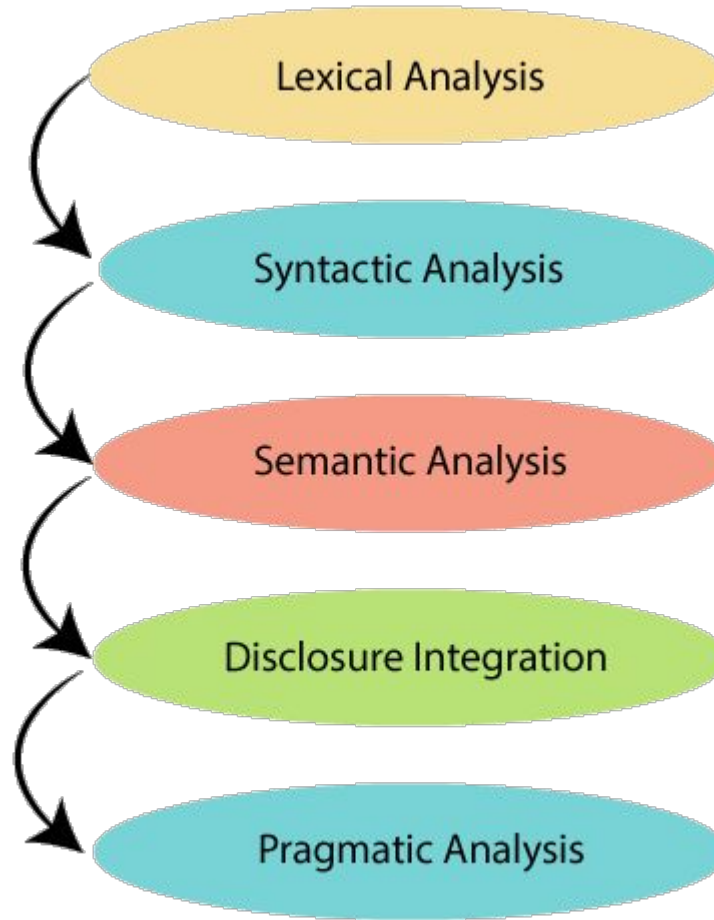 Lexical Analysis
Syntactic Analysis
Semantic Analysis
Disclosure Integration
Pragmatic Analysis